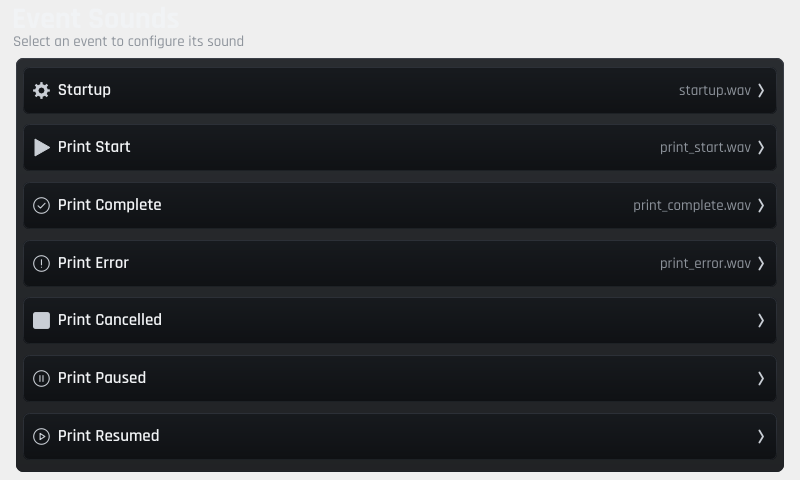 Event Sounds
Select an event to configure its sound
Startup startup.wav
Print Start print_start.wav
Print Complete print_complete.wav
Print Error print_error.wav
Print Cancelled
Print Paused
Print Resumed